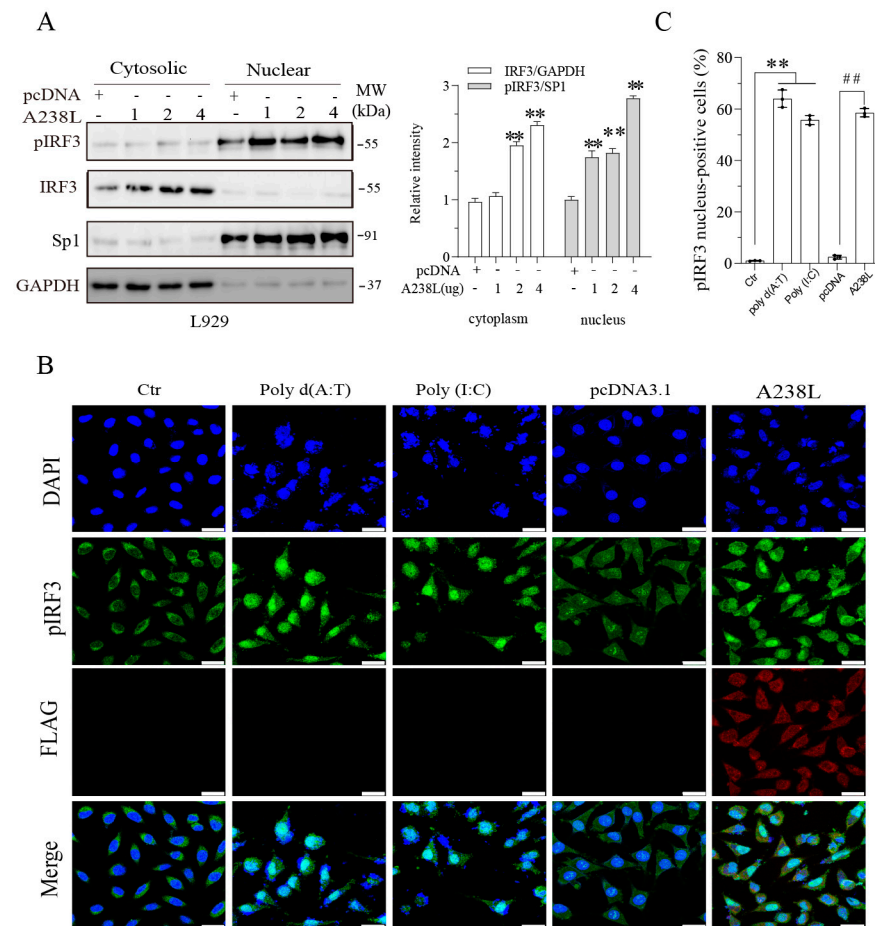 A
Cytosolic Nuclear MW
pcDNA + - - - + - - - (kDa)
A238L - 1 2 4 - 1 2 4
pIRF3 -55
IRF3 -55
Sp1 -91
GAPDH -37
L929
IRF3/GAPDH
pIRF3/SP1
Relative intensity
3
2
1
0
** ** ** ** **
pcDNA + - - - + - - -
A238L(ug) - 1 2 4 - 1 2 4
cytoplasm nucleus
C
pIRF3 nucleus-positive cells (%)
80
60
40
20
0
** ##
Ctr
poly d(A:T)
Poly (I:C)
pcDNA
A238L
B
Ctr Poly d(A:T) Poly (I:C) pcDNA3.1 A238L
DAPI
pIRF3
FLAG
Merge